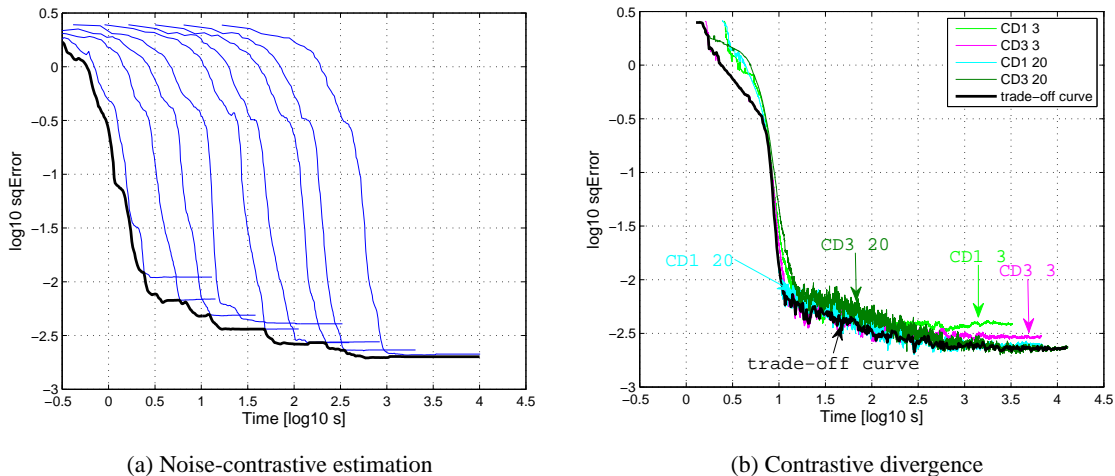 0.5
0
−0.5
−1
−1.5
−2
−2.5
−3
log10 sqError
−0.5 0 0.5 1 1.5 2 2.5 3 3.5 4 4.5
Time [log10 s]
(a) Noise-contrastive estimation
0.5
0
−0.5
−1
−1.5
−2
−2.5
−3
log10 sqError
CD1 3
CD3 3
CD1 20
CD3 20
trade−off curve
CD3 20
CD1 20
CD1 3
CD3 3
trade−off curve
−0.5 0 0.5 1 1.5 2 2.5 3 3.5 4 4.5
Time [log10 s]
(b) Contrastive divergence